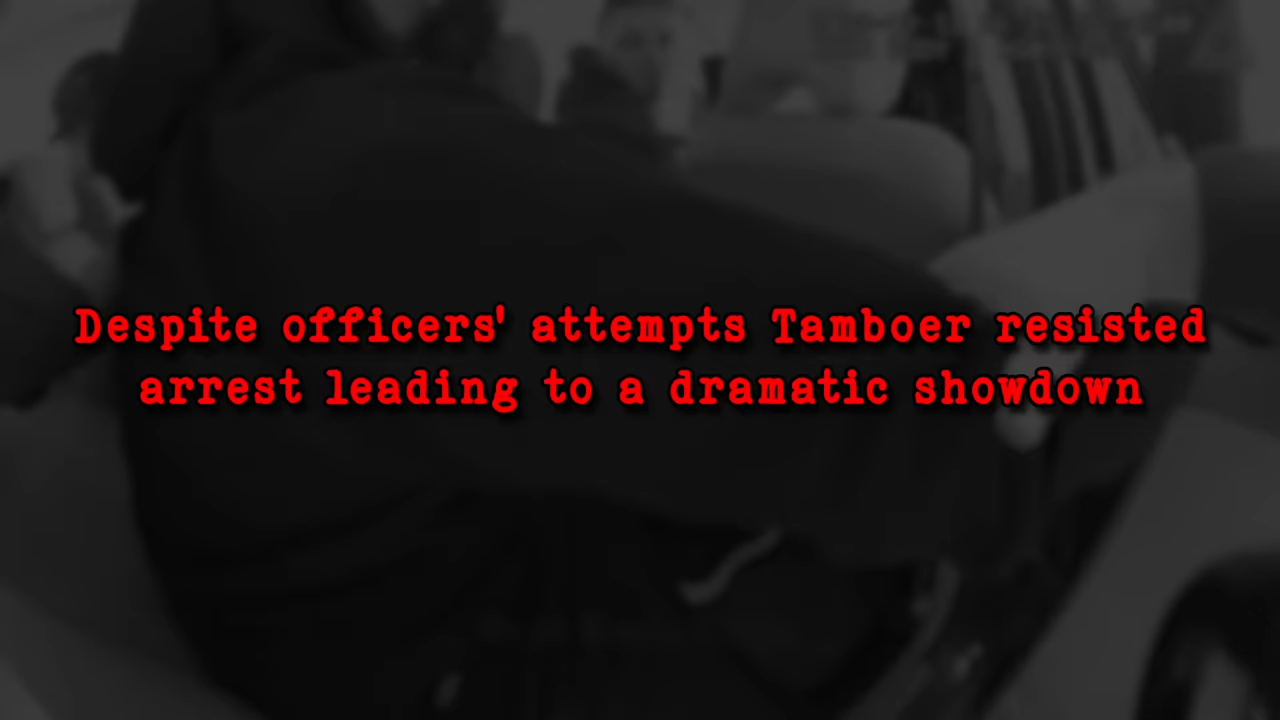 Despite officers' attempts Tamboer resisted
arrest leading to a dramatic showdown